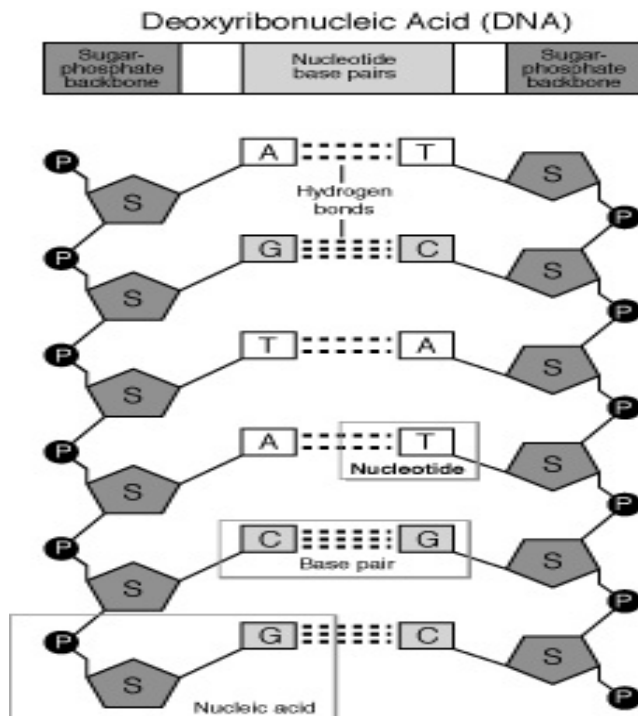 Deoxyribonucleic Acid (DNA)
Sugar-
phosphate
backbone
Nucleotide
base pairs
Sugar-
phosphate
backbone
P
S
A
T
S
Hydrogen
bonds
P
P
S
G
C
S
P
P
S
T
A
S
P
P
S
A
T
S
Nucleotide
P
P
S
C
G
S
Base pair
P
P
S
G
C
S
Nucleic acid
P